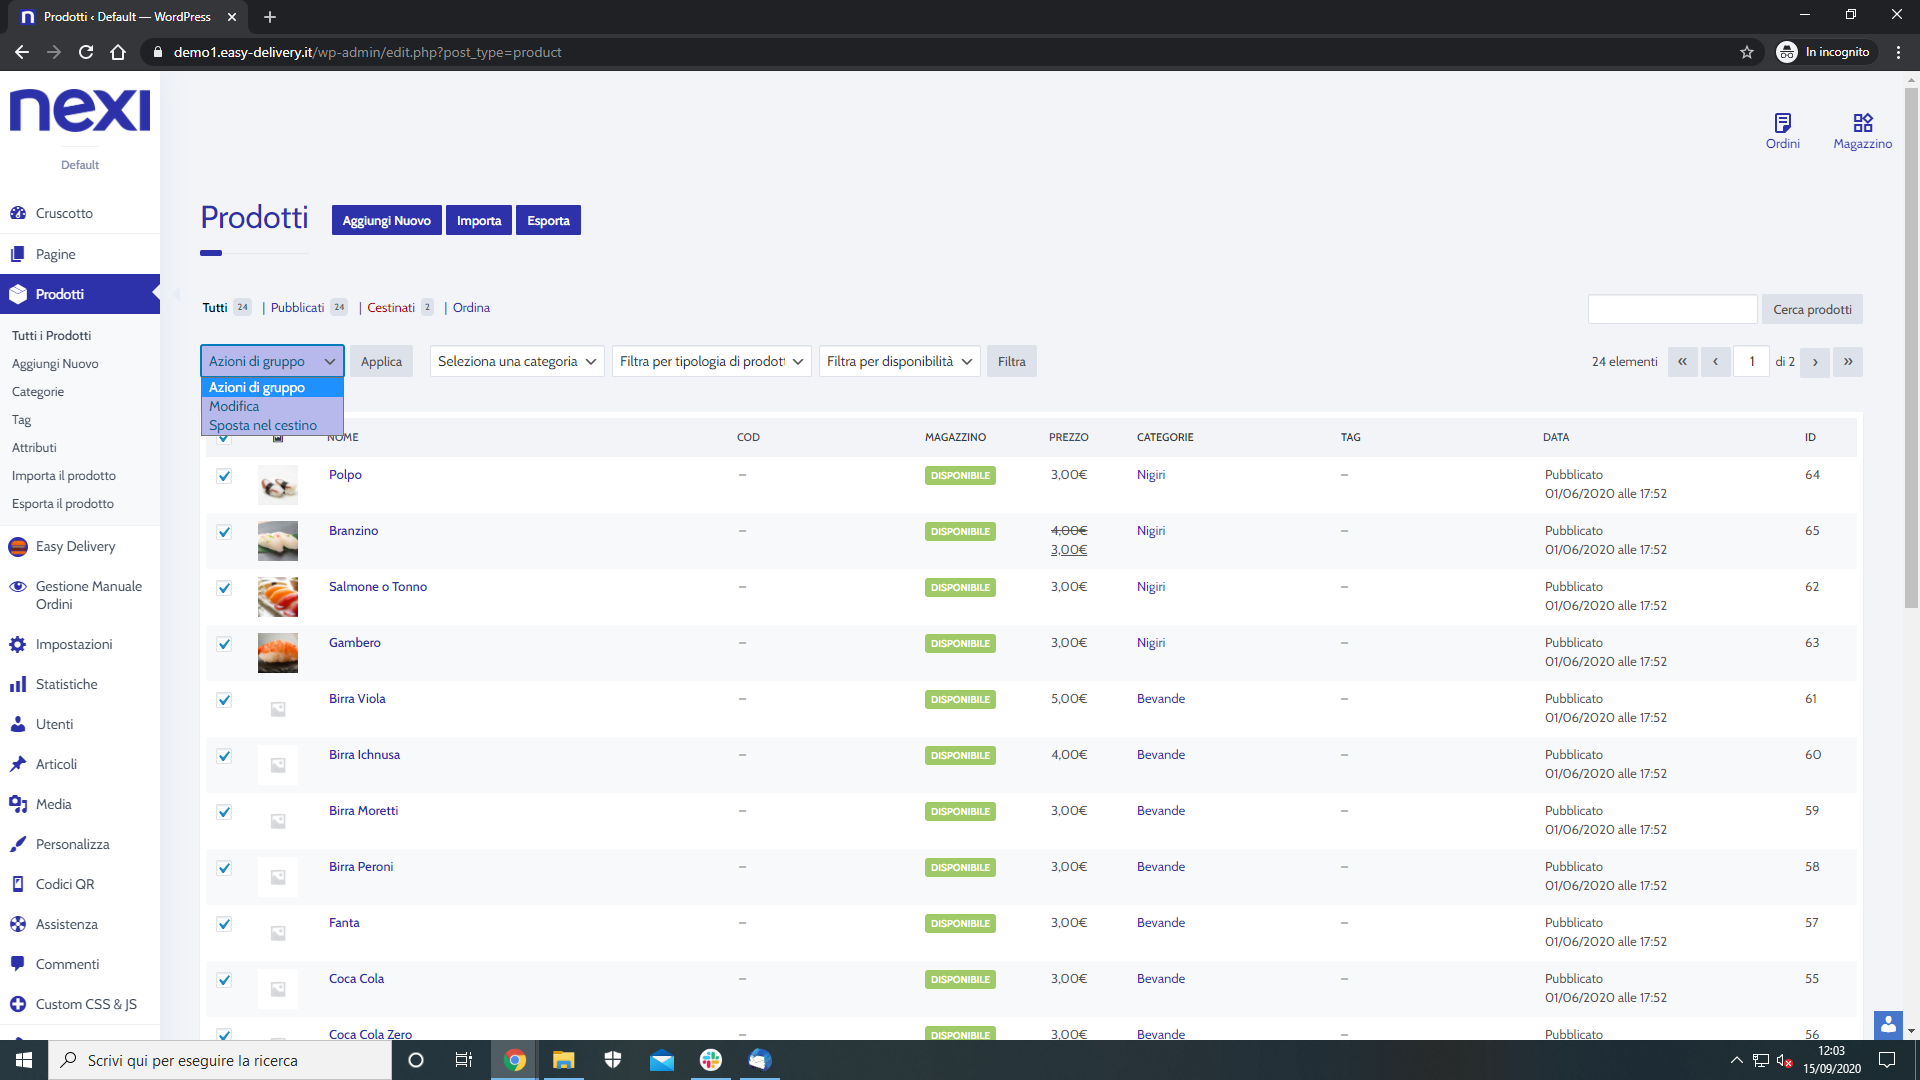 Prodotti ‹ Default — WordPress
demo1.easy-delivery.it/wp-admin/edit.php?post_type=product
In incognito
nexi
Default
Cruscotto
Pagine
Prodotti
Tutti i Prodotti
Aggiungi Nuovo
Categorie
Tag
Attributi
Importa il prodotto
Esporta il prodotto
Easy Delivery
Gestione Manuale
Ordini
Impostazioni
Statistiche
Utenti
Articoli
Media
Personalizza
Codici QR
Assistenza
Commenti
Custom CSS & JS
Ordini
Magazzino
Prodotti
Aggiungi Nuovo
Importa
Esporta
Tutti 24 | Pubblicati 24 | Cestinati 2 | Ordina
Cerca prodotti
Azioni di gruppo
Applica
Seleziona una categoria
Filtra per tipologia di prodott
Filtra per disponibilità
Filtra
24 elementi « ‹ 1 di 2 › »
Azioni di gruppo
Modifica
Sposta nel cestino
NOME COD MAGAZZINO PREZZO CATEGORIE TAG DATA ID
Polpo – DISPONIBILE 3,00€ Nigiri – Pubblicato 64
01/06/2020 alle 17:52
Branzino – DISPONIBILE 4,00€ Nigiri – Pubblicato 65
3,00€ 01/06/2020 alle 17:52
Salmone o Tonno – DISPONIBILE 3,00€ Nigiri – Pubblicato 62
01/06/2020 alle 17:52
Gambero – DISPONIBILE 3,00€ Nigiri – Pubblicato 63
01/06/2020 alle 17:52
Birra Viola – DISPONIBILE 5,00€ Bevande – Pubblicato 61
01/06/2020 alle 17:52
Birra Ichnusa – DISPONIBILE 4,00€ Bevande – Pubblicato 60
01/06/2020 alle 17:52
Birra Moretti – DISPONIBILE 3,00€ Bevande – Pubblicato 59
01/06/2020 alle 17:52
Birra Peroni – DISPONIBILE 3,00€ Bevande – Pubblicato 58
01/06/2020 alle 17:52
Fanta – DISPONIBILE 3,00€ Bevande – Pubblicato 57
01/06/2020 alle 17:52
Coca Cola – DISPONIBILE 3,00€ Bevande – Pubblicato 55
01/06/2020 alle 17:52
Coca Cola Zero – DISPONIBILE 3,00€ Bevande – Pubblicato 56
Scrivi qui per eseguire la ricerca
12:03
15/09/2020